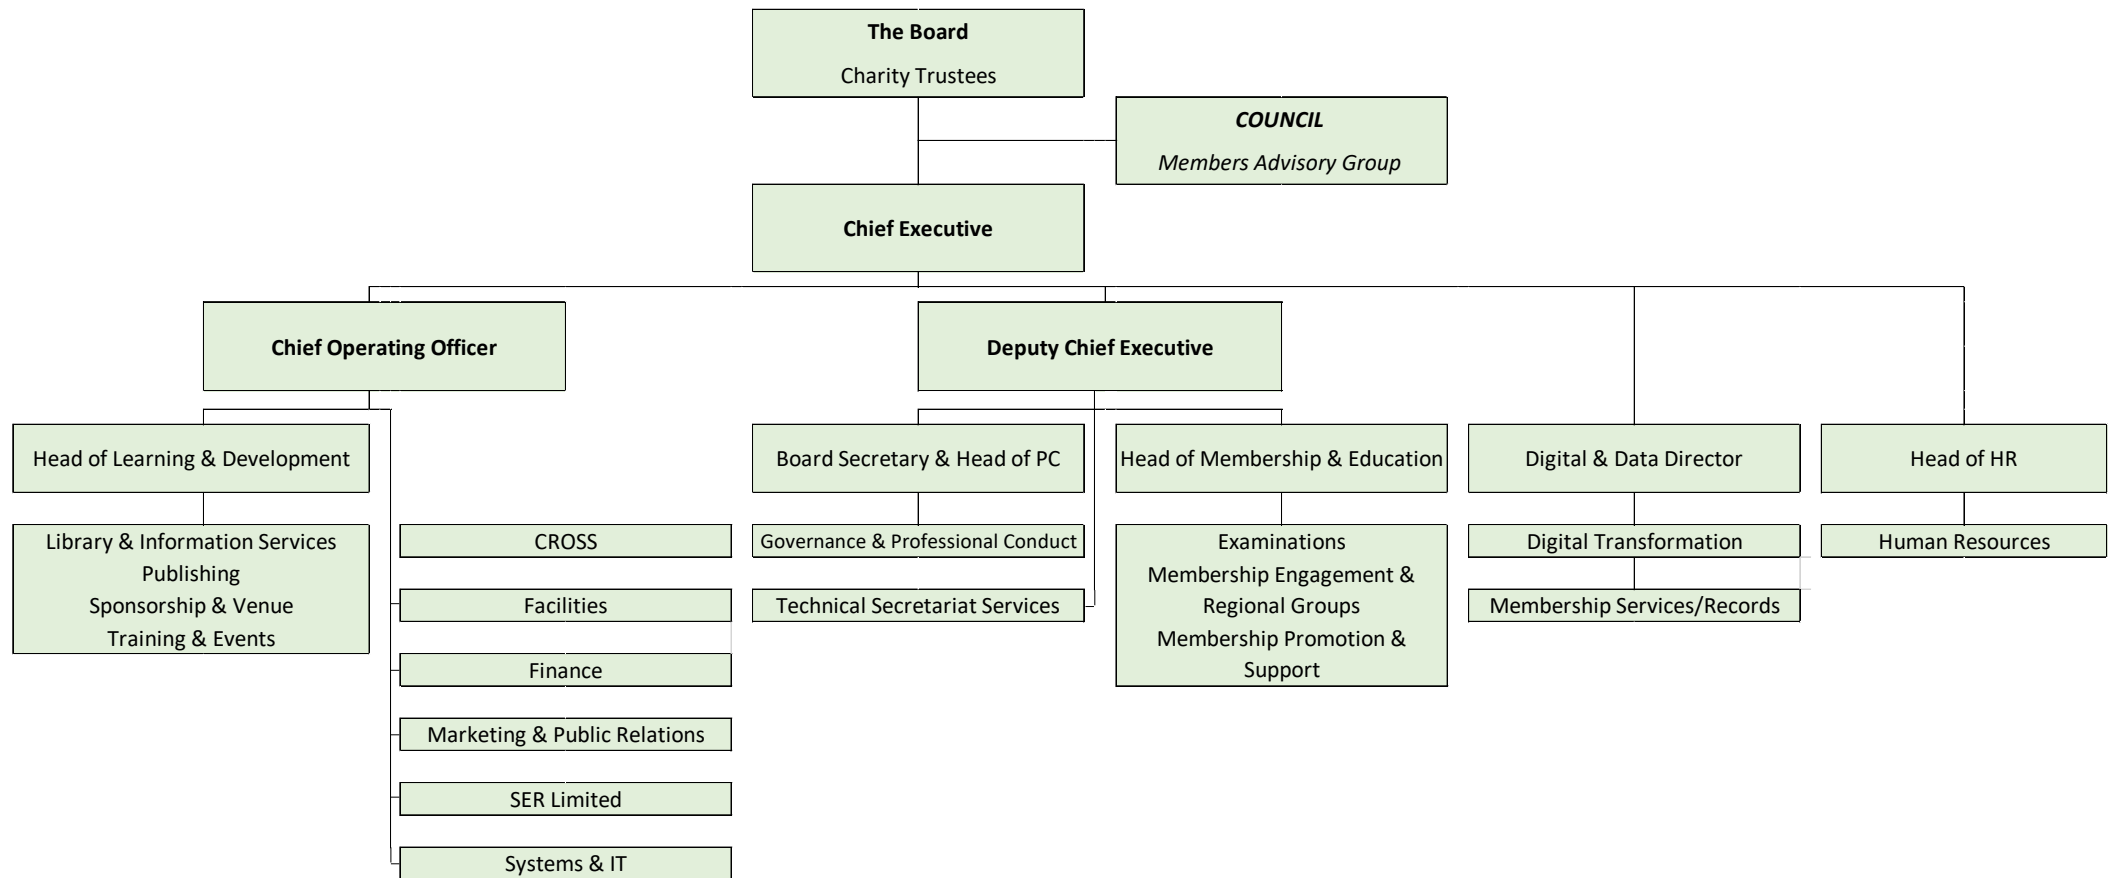 The Board
Charity Trustees
COUNCIL
Members Advisory Group
Chief Executive
Chief Operating Officer
Deputy Chief Executive
Head of Learning & Development
Board Secretary & Head of PC
Head of Membership & Education
Digital & Data Director
Head of HR
Library & Information Services
Publishing
Sponsorship & Venue
Training & Events
CROSS
Facilities
Finance
Marketing & Public Relations
SER Limited
Systems & IT
Governance & Professional Conduct
Technical Secretariat Services
Examinations
Membership Engagement &
Regional Groups
Membership Promotion &
Support
Digital Transformation
Membership Services/Records
Human Resources